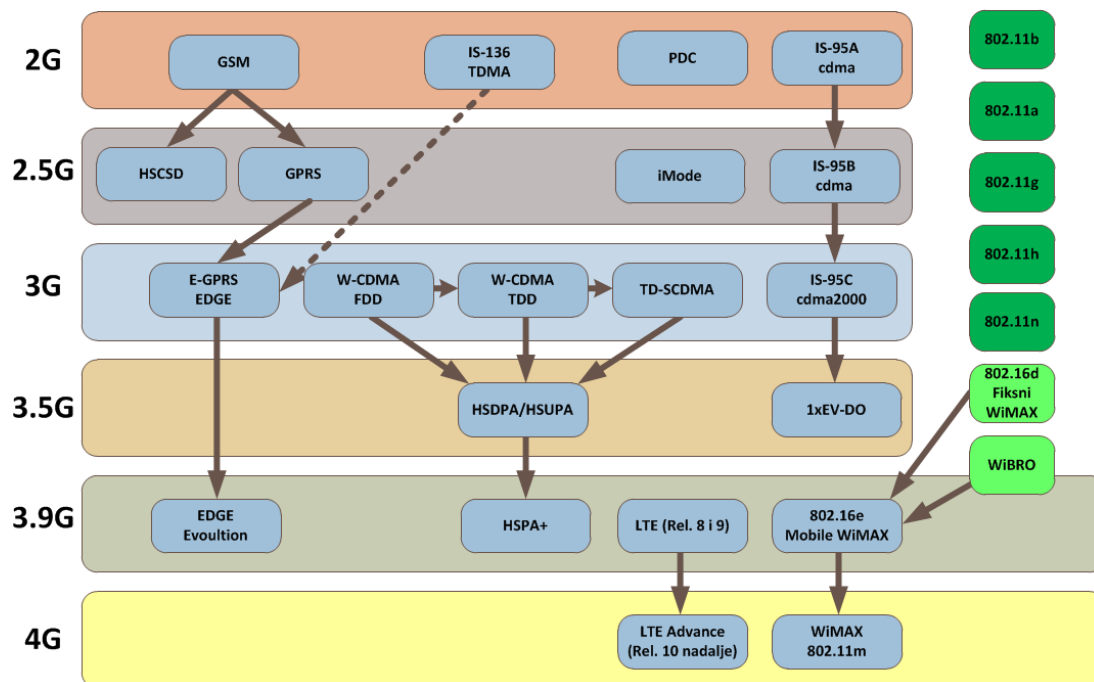 2G
GSM
IS-136
TDMA
PDC
IS-95A
cdma
802.11b
802.11a
2.5G
HSCSD
GPRS
iMode
IS-95B
cdma
802.11g
802.11h
3G
E-GPRS
EDGE
W-CDMA
FDD
W-CDMA
TDD
TD-SCDMA
IS-95C
cdma2000
802.11n
3.5G
HSDPA/HSUPA
1xEV-DO
802.16d
Fiksni
WiMAX
WiBRO
3.9G
EDGE
Evoultion
HSPA+
LTE (Rel. 8 i 9)
802.16e
Mobile WiMAX
4G
LTE Advance
(Rel. 10 nadalje)
WiMAX
802.11m